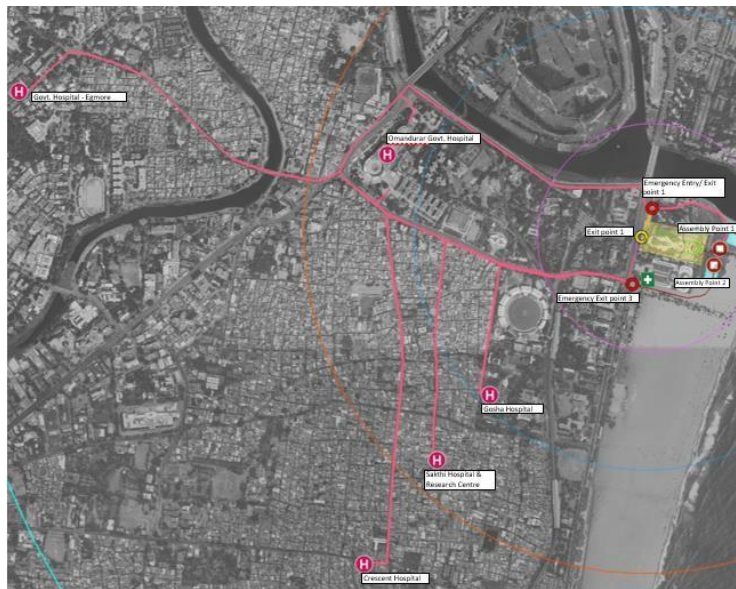 H
Govt. Hospital - Egmore
Omandurar Govt. Hospital
H
Emergency Entry/ Exit
point 1
Exit point 1
Assembly Point 1
Assembly Point 2
Emergency Exit point 3
H
Gosha Hospital
H
Sakthi Hospital &
Research Centre
H
Crescent Hospital